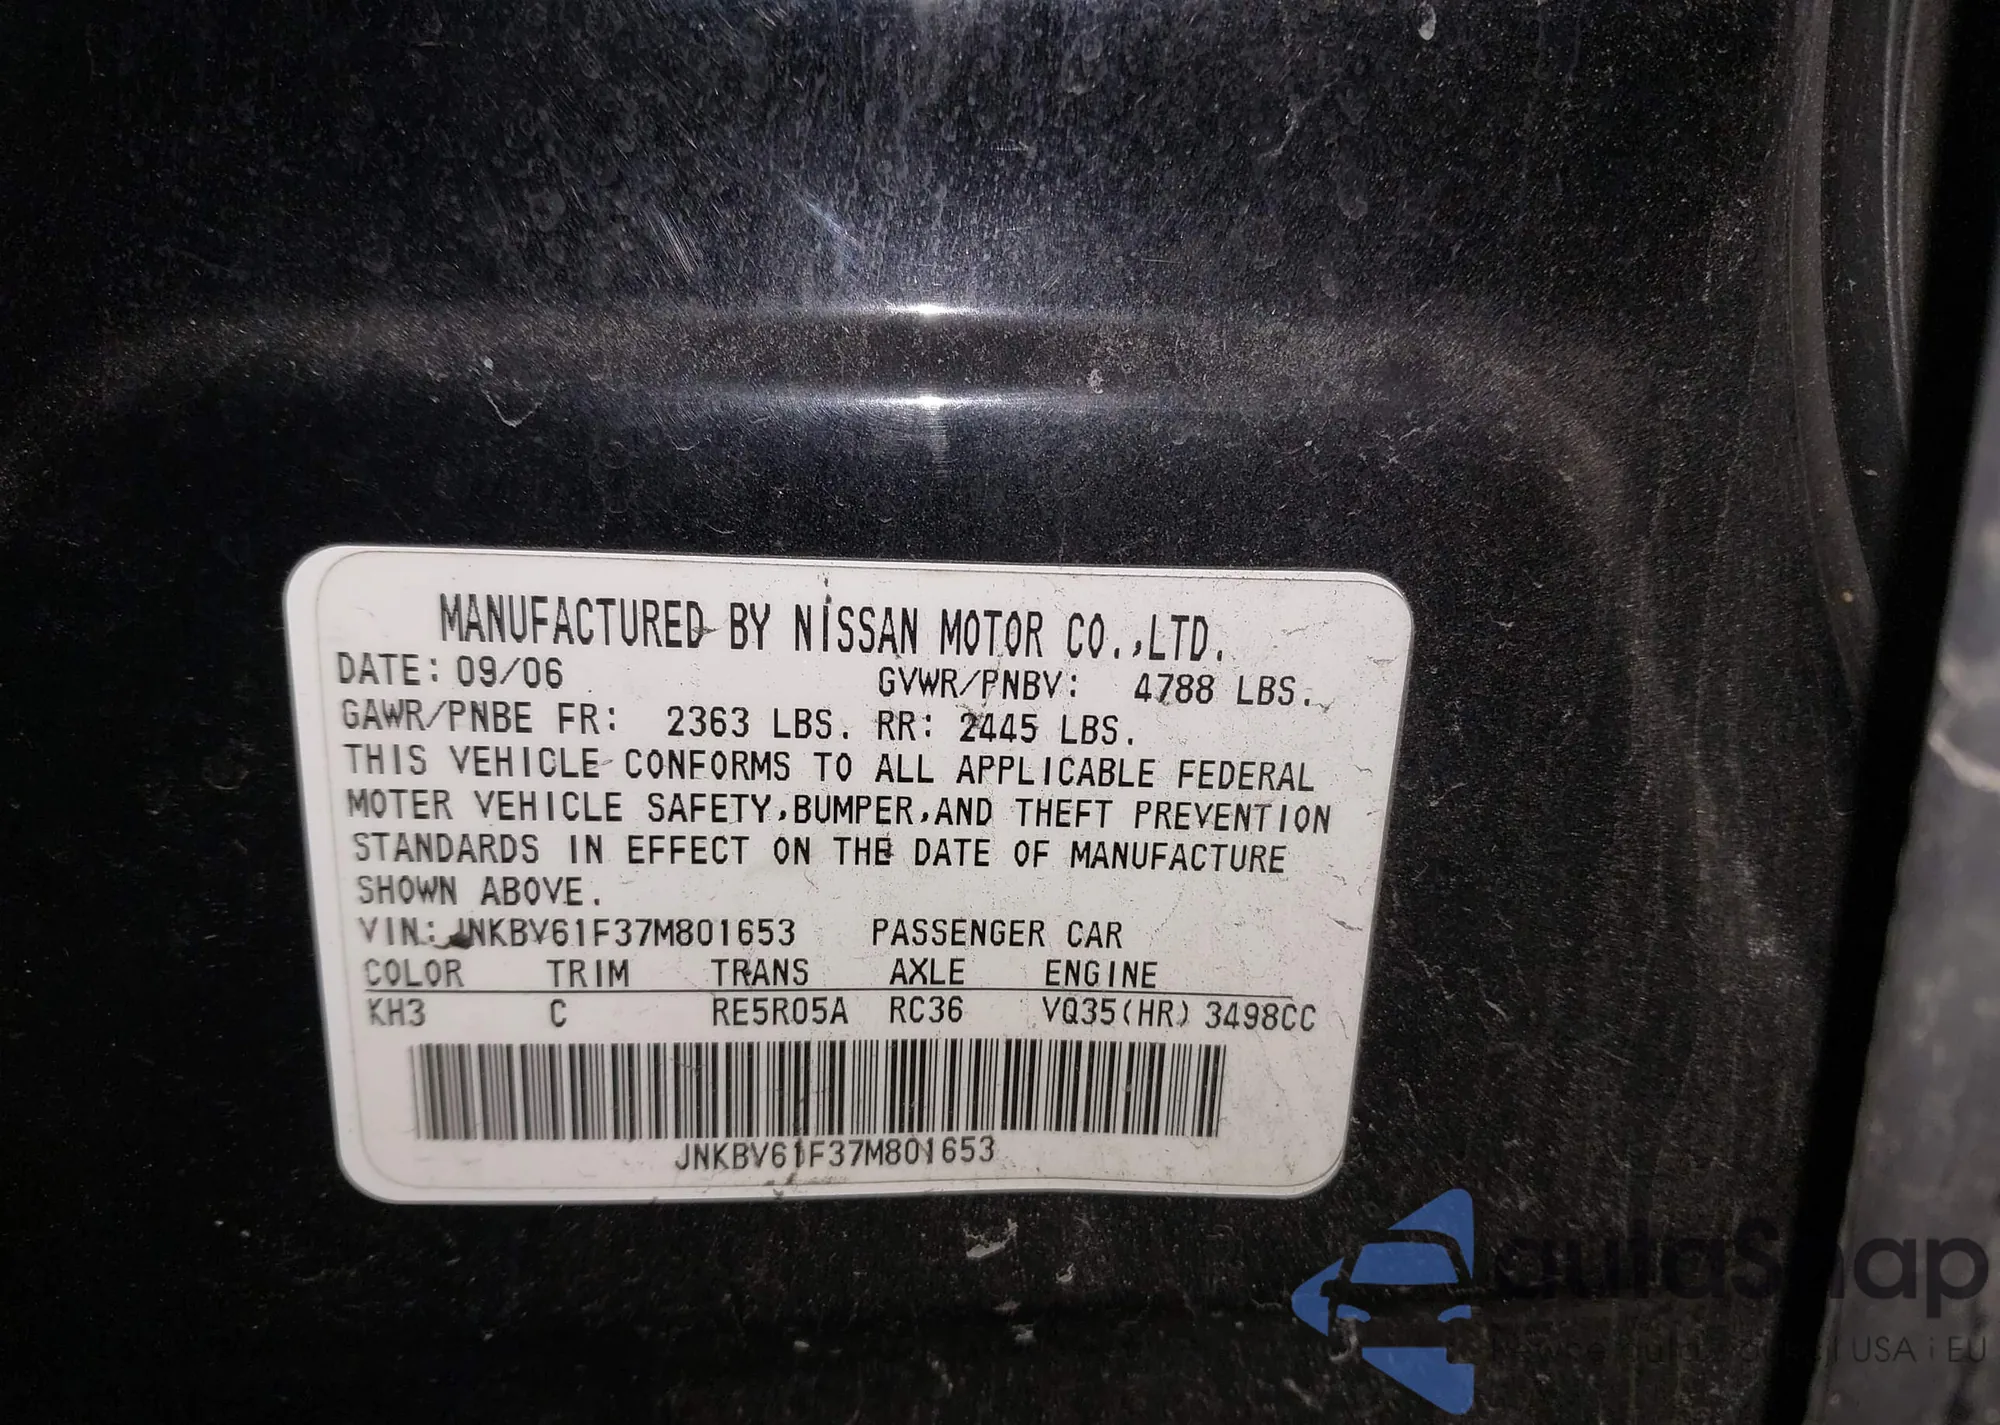 MANUFACTURED BY NISSAN MOTOR CO.,LTD.
DATE: 09/06 GVWR/PNBV: 4788 LBS.
GAWR/PNBE FR: 2363 LBS. RR: 2445 LBS.
THIS VEHICLE CONFORMS TO ALL APPLICABLE FEDERAL
MOTER VEHICLE SAFETY,BUMPER,AND THEFT PREVENTION
STANDARDS IN EFFECT ON THE DATE OF MANUFACTURE
SHOWN ABOVE.
VIN: JNKBV61F37M801653 PASSENGER CAR
COLOR TRIM TRANS AXLE ENGINE
KH3 C RE5R05A RC36 VQ35(HR) 3498CC
JNKBV61F37M801653
USA i EU